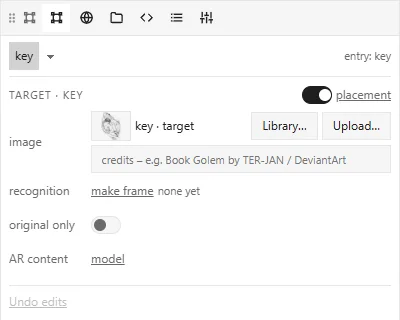 key
entry: key
TARGET · KEY
placement
image
key · target
Library...
Upload...
credits – e.g. Book Golem by TER-JAN / DeviantArt
recognition
make frame
none yet
original only
AR content
model
Undo edits